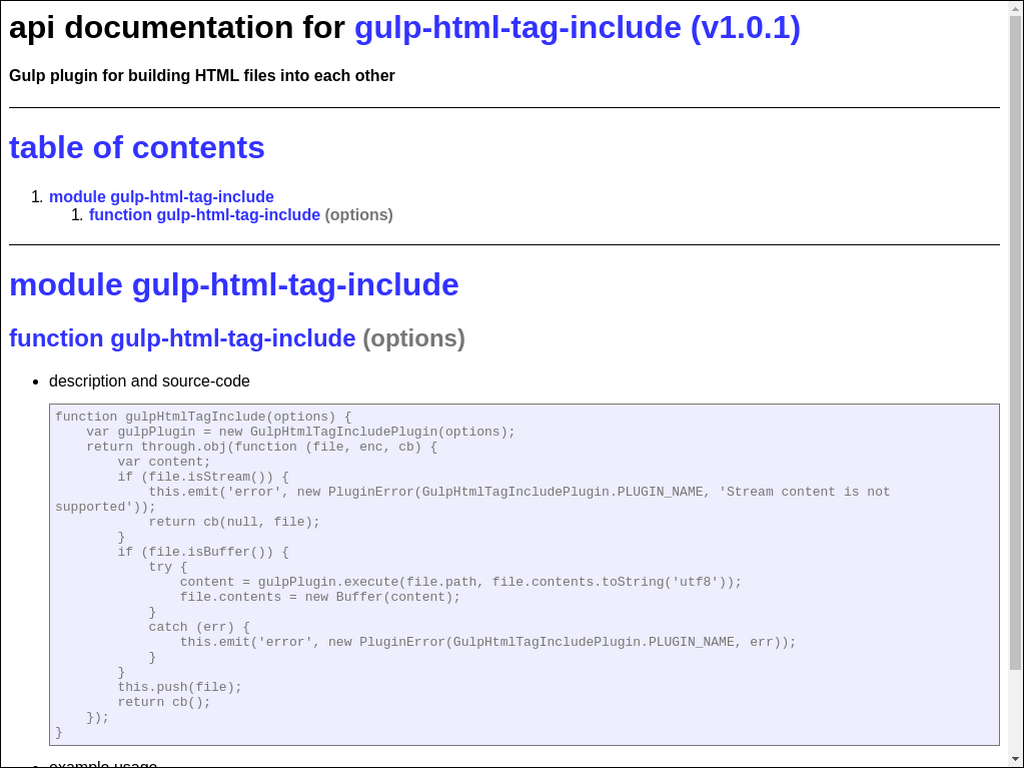 api documentation for gulp-html-tag-include (v1.0.1)
Gulp plugin for building HTML files into each other
table of contents
1. module gulp-html-tag-include
1. function gulp-html-tag-include (options)
module gulp-html-tag-include
function gulp-html-tag-include (options)
• description and source-code
function gulpHtmlTagInclude(options) {
    var gulpPlugin = new GulpHtmlTagIncludePlugin(options);
    return through.obj(function (file, enc, cb) {
        var content;
        if (file.isStream()) {
            this.emit('error', new PluginError(GulpHtmlTagIncludePlugin.PLUGIN_NAME, 'Stream content is not
supported'));
            return cb(null, file);
        }
        if (file.isBuffer()) {
            try {
                content = gulpPlugin.execute(file.path, file.contents.toString('utf8'));
                file.contents = new Buffer(content);
            }
            catch (err) {
                this.emit('error', new PluginError(GulpHtmlTagIncludePlugin.PLUGIN_NAME, err));
            }
        }
        this.push(file);
        return cb();
    });
}
• example usage